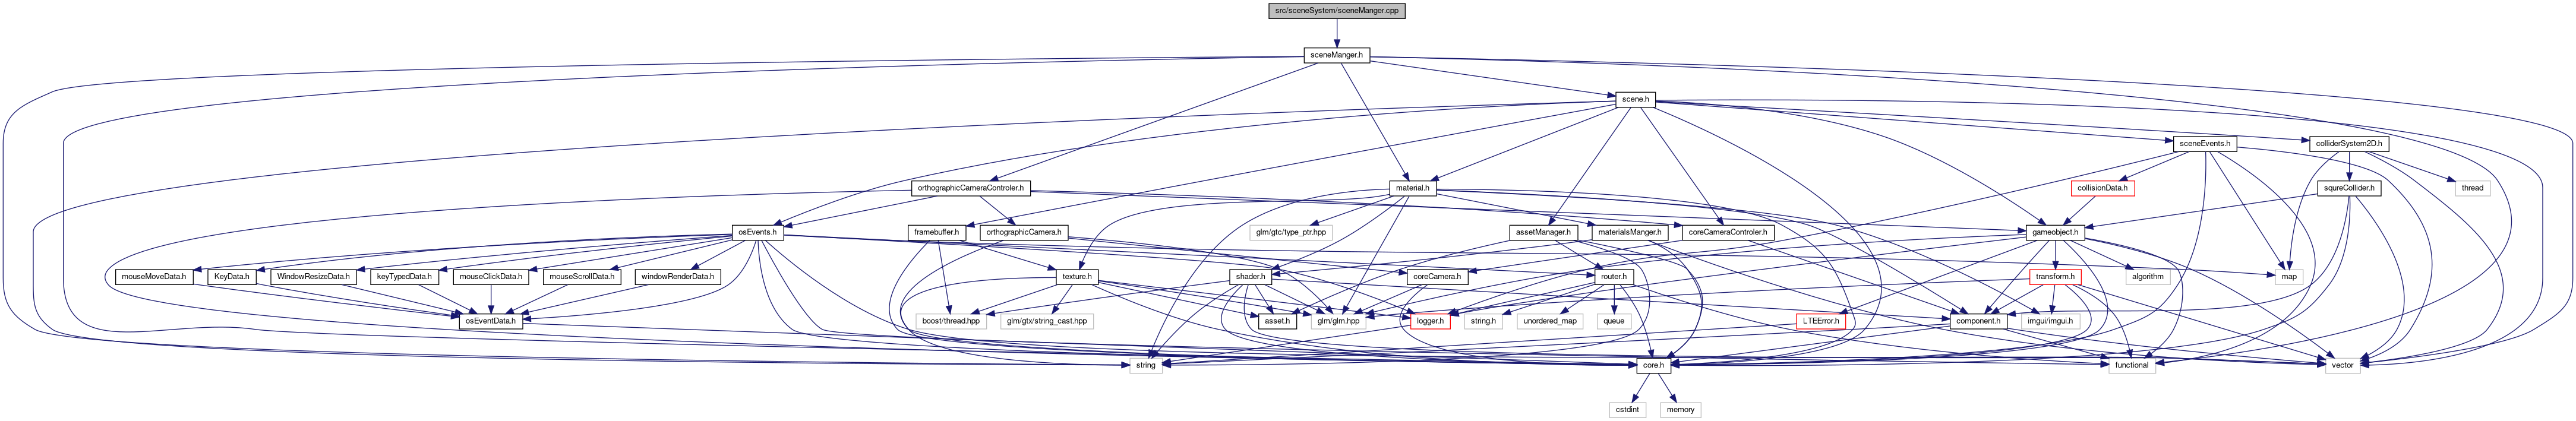 src/sceneSystem/sceneManger.cpp
sceneManger.h
scene.h
sceneEvents.h
colliderSystem2D.h
orthographicCameraControler.h
material.h
collisionData.h
squreCollider.h
thread
osEvents.h
framebuffer.h
orthographicCamera.h
glm/gtc/type_ptr.hpp
assetManager.h
materialsManger.h
coreCameraControler.h
gameobject.h
mouseMoveData.h
KeyData.h
WindowResizeData.h
keyTypedData.h
mouseClickData.h
mouseScrollData.h
windowRenderData.h
texture.h
shader.h
coreCamera.h
router.h
transform.h
algorithm
map
osEventData.h
boost/thread.hpp
glm/gtx/string_cast.hpp
asset.h
glm/glm.hpp
logger.h
string.h
unordered_map
queue
LTEError.h
component.h
imgui/imgui.h
string
core.h
functional
vector
cstdint
memory